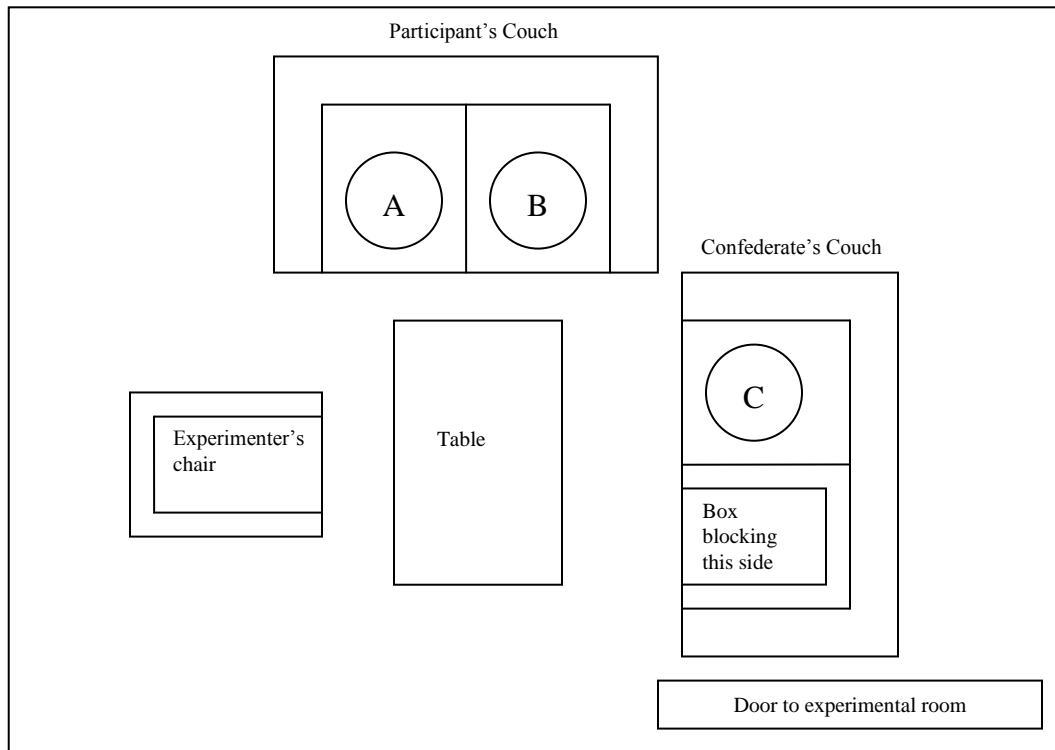 Participant’s Couch
A
B
Confederate’s Couch
C
Experimenter’s
chair
Table
Box
blocking
this side
Door to experimental room